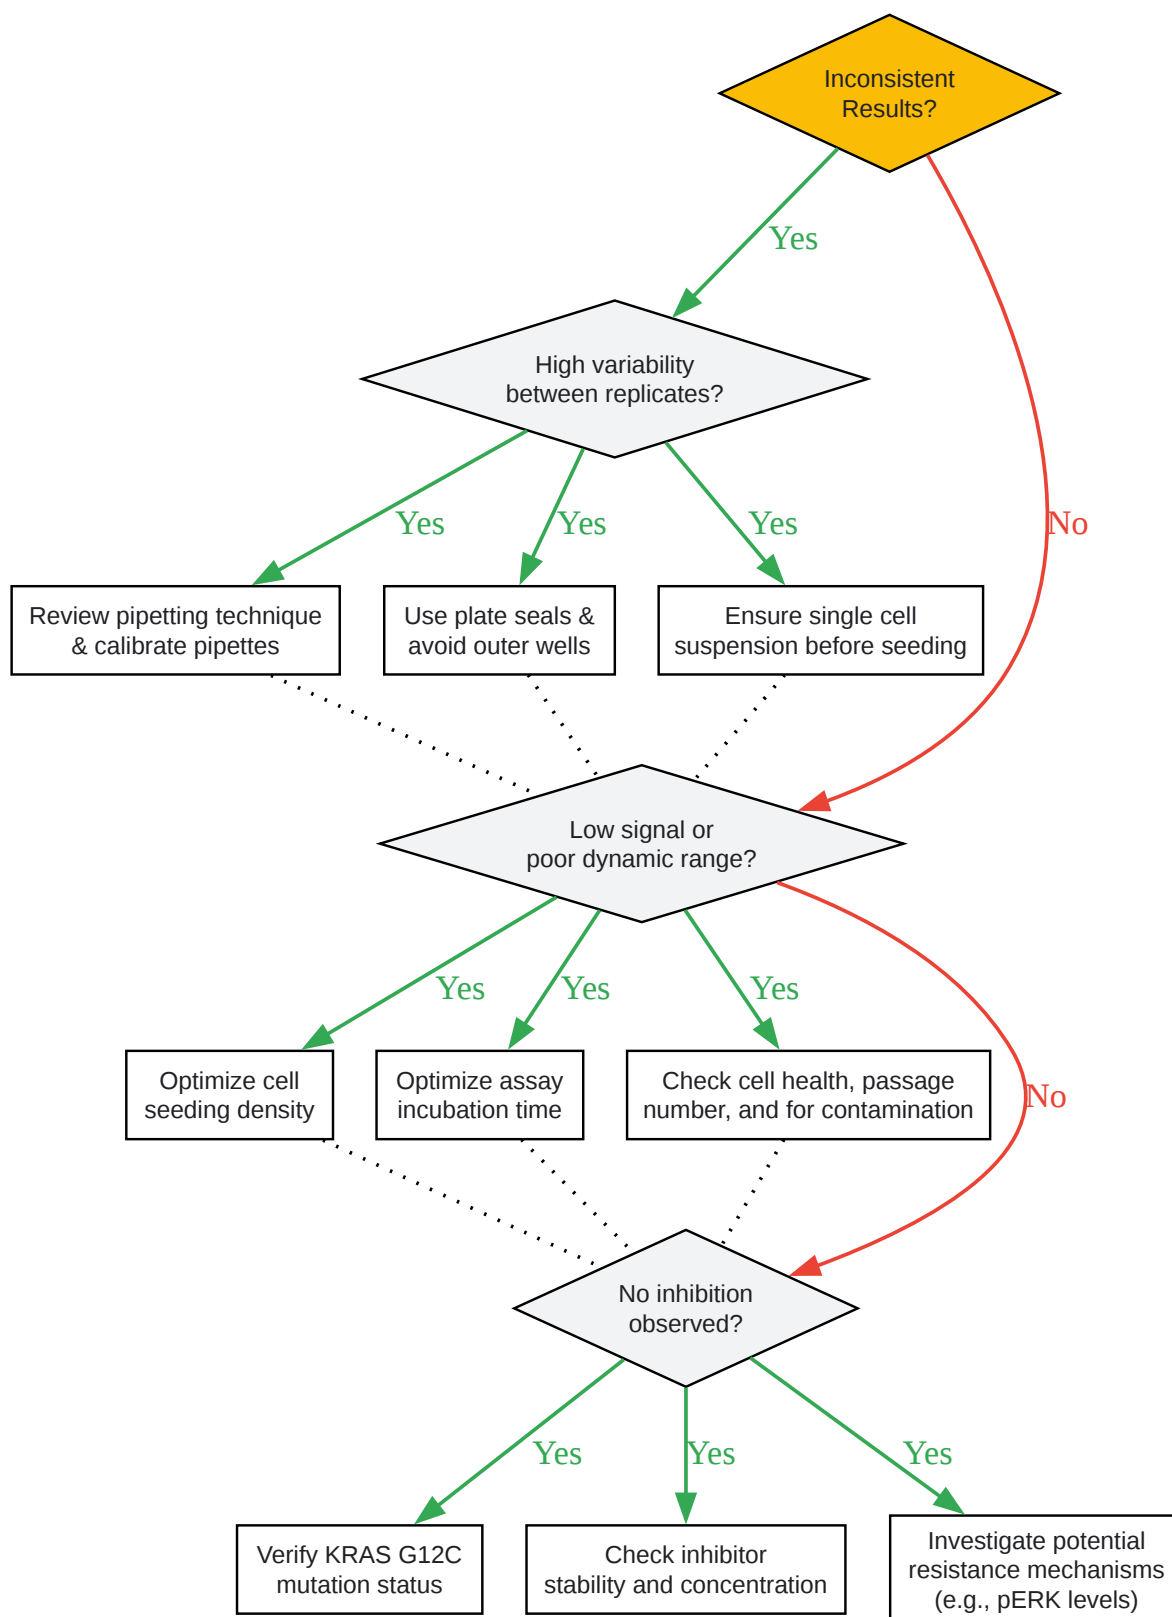 Inconsistent
Results?
Yes
High variability
between replicates?
Yes
Yes
Yes
No
Review pipetting technique
& calibrate pipettes
Use plate seals &
avoid outer wells
Ensure single cell
suspension before seeding
Low signal or
poor dynamic range?
Yes
Yes
Yes
Optimize cell
seeding density
Optimize assay
incubation time
Check cell health, passage
number, and for contamination
No
No inhibition
observed?
Yes
Yes
Yes
Verify KRAS G12C
mutation status
Check inhibitor
stability and concentration
Investigate potential
resistance mechanisms
(e.g., pERK levels)